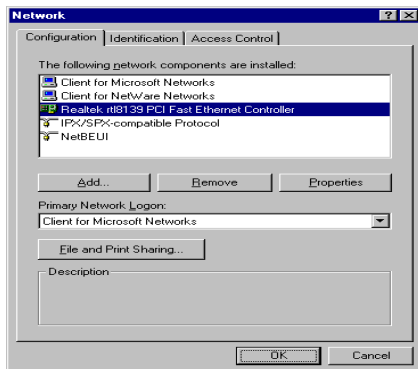 Network
Configuration Identification Access Control
The following network components are installed:
Client for Microsoft Networks
Client for NetWare Networks
Realtek rtl8139 PCI Fast Ethernet Controller
IPX/SPX-compatible Protocol
NetBEUI
Add... Remove Properties
Primary Network Logon:
Client for Microsoft Networks
File and Print Sharing...
Description
OK Cancel